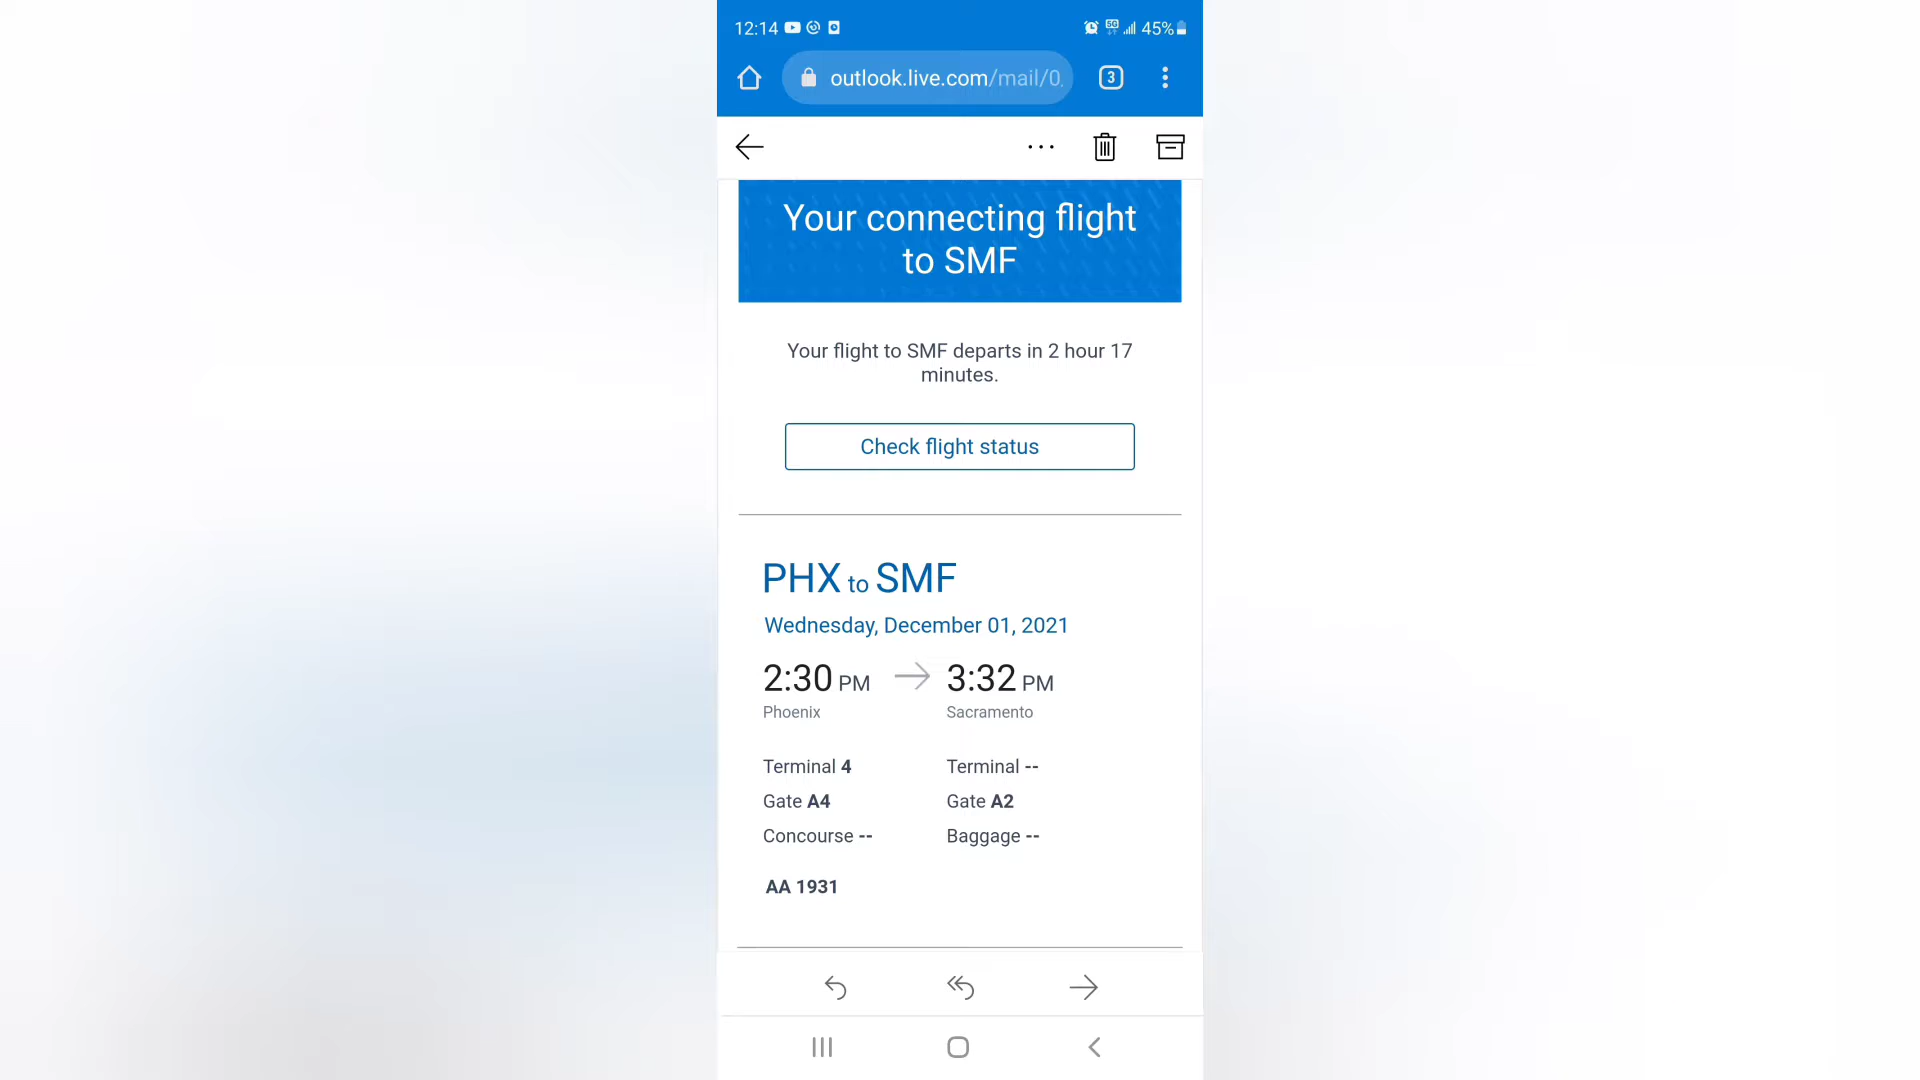 12:14 5G 45%
outlook.live.com/mail/0. 3
Your connecting flight
to SMF
Your flight to SMF departs in 2 hour 17
minutes.
Check flight status
PHX to SMF
Wednesday, December 01, 2021
2:30 PM 3:32 PM
Phoenix Sacramento
Terminal 4 Terminal --
Gate A4 Gate A2
Concourse -- Baggage --
AA 1931